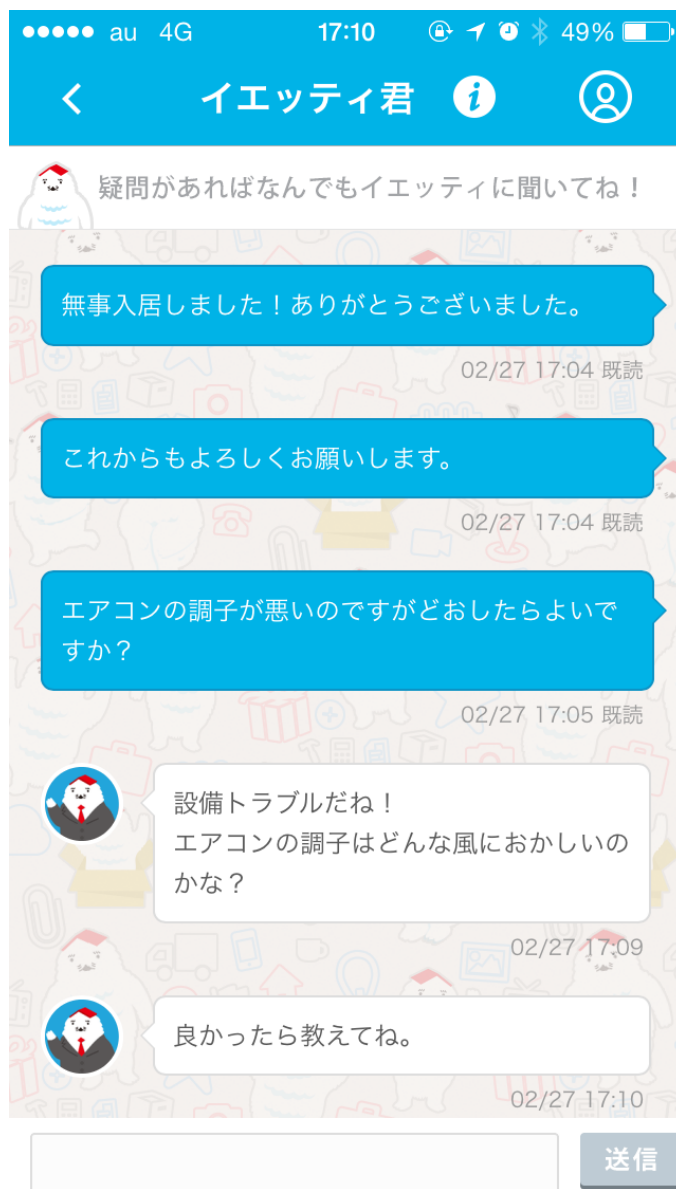 au 4G 17:10 49%
イエッティ君
疑問があればなんでもイエッティに聞いてね！
無事入居しました！ありがとうございました。
02/27 17:04 既読
これからもよろしくお願いします。
02/27 17:04 既読
エアコンの調子が悪いのですがどおしたらよいで
すか？
02/27 17:05 既読
設備トラブルだね！
エアコンの調子はどんな風におかしいの
かな？
02/27 17:09
良かったら教えてね。
02/27 17:10
送信